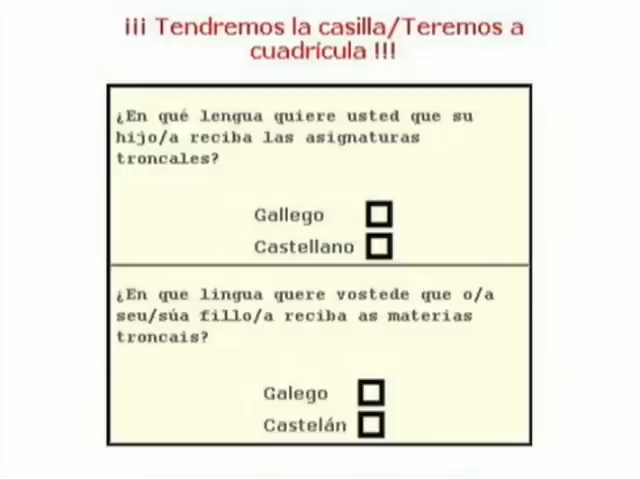 ¡¡¡ Tendremos la casilla/Teremos a
cuadrícula !!!
¿En qué lengua quiere usted que su
hijo/a reciba las asignaturas
troncales?
Gallego
Castellano
¿En que lingua quere vostede que o/a
seu/súa fillo/a reciba as materias
troncais?
Galego
Castelán